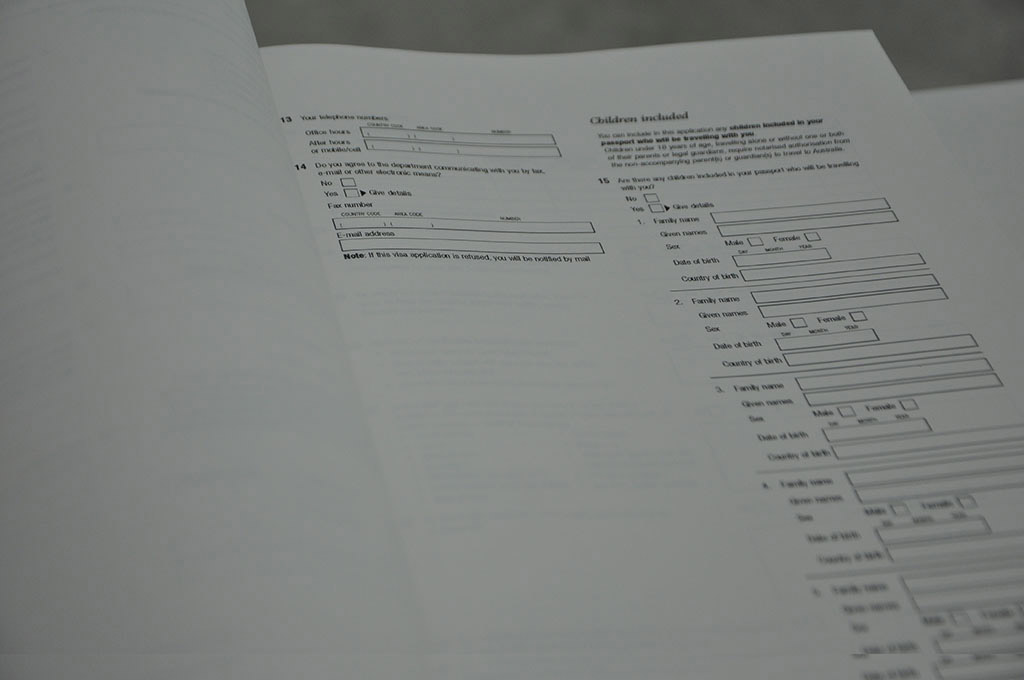 13 Your telephone numbers
COUNTRY CODE AREA CODE NUMBER
Office hours
After hours
or mobile/cell
14 Do you agree to the department communicating with you by fax,
e-mail or other electronic means?
No
Yes Give details
Fax number
COUNTRY CODE AREA CODE NUMBER
E-mail address
Note: If this visa application is refused, you will be notified by mail
Children included
You can include in this application any children included in your
passport who will be travelling with you
Children under 18 years of age, travelling alone or without one or both
of their parents or legal guardians, require notarised authorisation from
the non-accompanying parent(s) or guardian(s) to travel to Australia.
15 Are there any children included in your passport who will be travelling
with you?
No
Yes Give details
1. Family name
Given names
Sex Male Female
DAY MONTH YEAR
Date of birth
Country of birth
2. Family name
Given names
Sex Male Female
DAY MONTH YEAR
Date of birth
Country of birth
3. Family name
Given names
Sex Male Female
DAY MONTH YEAR
Date of birth
Country of birth
4. Family name
Given names
Sex Male Female
DAY MONTH YEAR
Date of birth
Country of birth
5. Family name
Given names
Sex Male Female
Date of birth